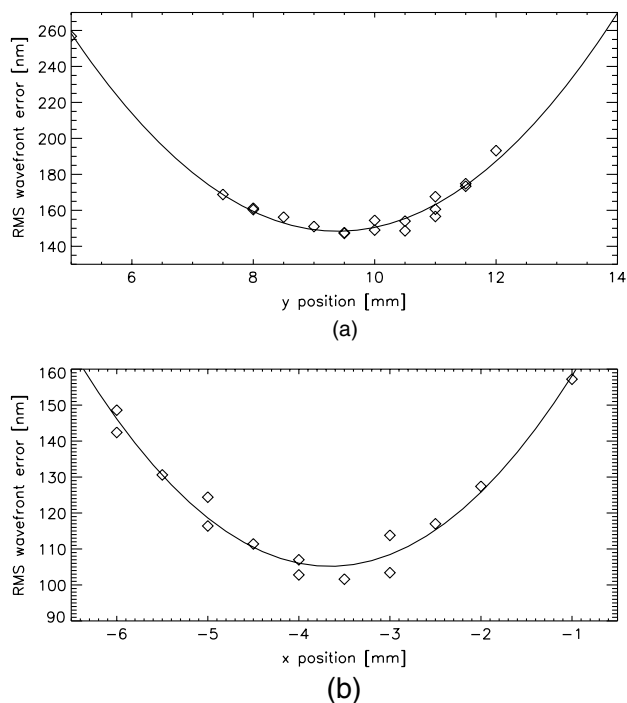 260
240
220
200
180
160
140
RMS wavefront error [nm]
6 8 10 12 14
y position [mm]
(a)
160
150
140
130
120
110
100
90
RMS wavefront error [nm]
-6 -5 -4 -3 -2 -1
x position [mm]
(b)